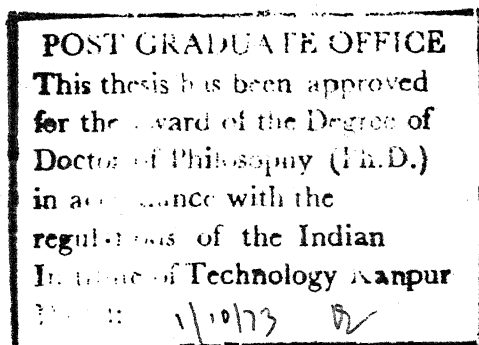 POST GRADUATE OFFICE
This thesis has been approved
for the award of the Degree of
Doctor of Philosophy (Ph.D.)
in accordance with the
regulations of the Indian
Institute of Technology Kanpur
1/10/73